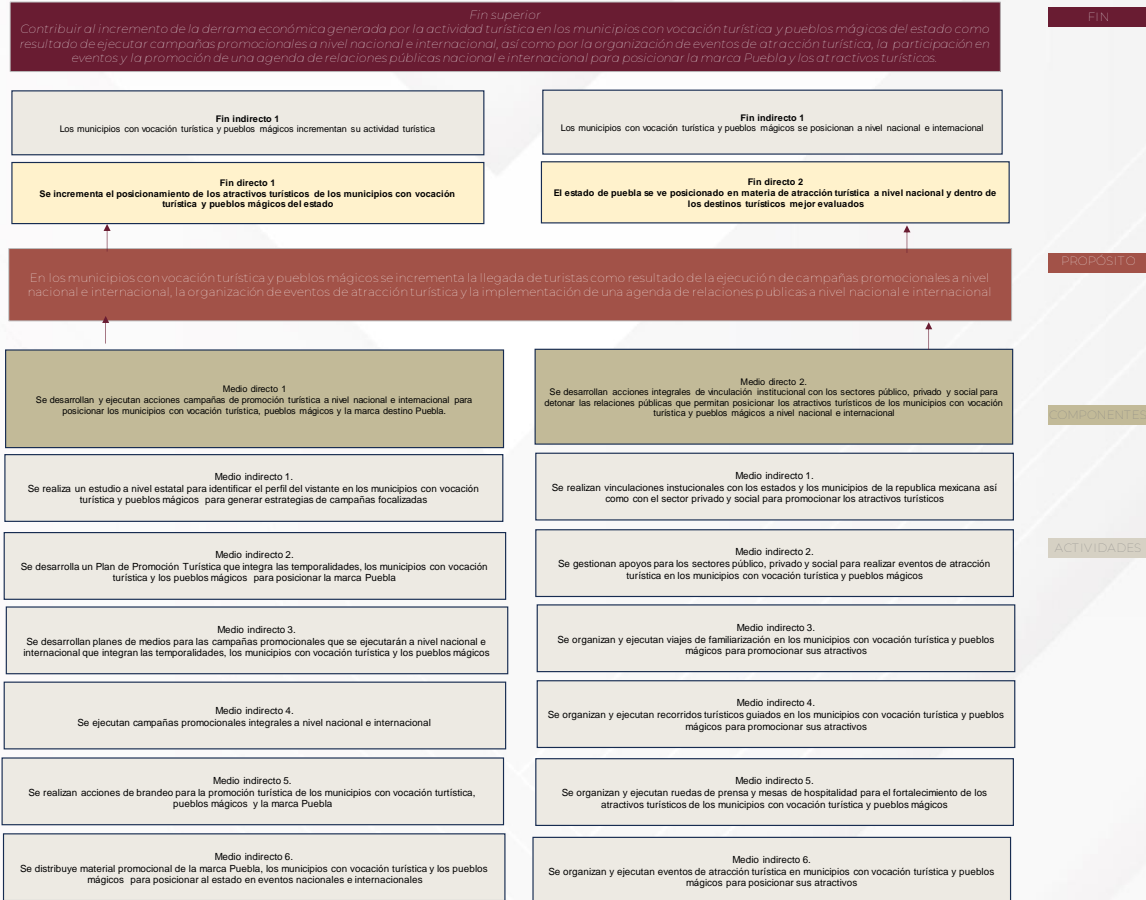 Fin superior
Contribuir al incremento de la derrama económica generada por la actividad turística en los municipios con vocación turística y pueblos mágicos del estado como
resultado de ejecutar campañas promocionales a nivel nacional e internacional, así como por la organización de eventos de atracción turística, la participación en
eventos y la promoción de una agenda de relaciones públicas nacional e internacional para posicionar la marca Puebla y los atractivos turísticos.
FIN
Fin indirecto 1
Los municipios con vocación turística y pueblos mágicos incrementan su actividad turística
Fin indirecto 1
Los municipios con vocación turística y pueblos mágicos se posicionan a nivel nacional e internacional
Fin directo 1
Se incrementa el posicionamiento de los atractivos turísticos de los municipios con vocación
turística y pueblos mágicos del estado
Fin directo 2
El estado de puebla se ve posicionado en materia de atracción turística a nivel nacional y dentro de
los destinos turísticos mejor evaluados
En los municipios con vocación turística y pueblos mágicos se incrementa la llegada de turistas como resultado de la ejecución de campañas promocionales a nivel
nacional e internacional, la organización de eventos de atracción turística y la implementación de una agenda de relaciones publicas a nivel nacional e internacional
PROPÓSITO
Medio directo 1
Se desarrollan y ejecutan acciones campañas de promoción turística a nivel nacional e internacional para
posicionar los municipios con vocación turística, pueblos mágicos y la marca destino Puebla.
Medio directo 2.
Se desarrollan acciones integrales de vinculación institucional con los sectores público, privado y social para
detonar las relaciones públicas que permitan posicionar los atractivos turísticos de los municipios con vocación
turística y pueblos mágicos a nivel nacional e internacional
COMPONENTES
Medio indirecto 1.
Se realiza un estudio a nivel estatal para identificar el perfil del vistante en los municipios con vocación
turística y pueblos mágicos para generar estrategias de campañas focalizadas
Medio indirecto 1.
Se realizan vinculaciones instucionales con los estados y los municipios de la republica mexicana así
como con el sector privado y social para promocionar los atractivos turísticos
Medio indirecto 2.
Se desarrolla un Plan de Promoción Turística que integra las temporalidades, los municipios con vocación
turística y los pueblos mágicos para posicionar la marca Puebla
Medio indirecto 2.
Se gestionan apoyos para los sectores público, privado y social para realizar eventos de atracción
turística en los municipios con vocación turística y pueblos mágicos
ACTIVIDADES
Medio indirecto 3.
Se desarrollan planes de medios para las campañas promocionales que se ejecutarán a nivel nacional e
internacional que integran las temporalidades, los municipios con vocación turística y los pueblos mágicos
Medio indirecto 3.
Se organizan y ejecutan viajes de familiarización en los municipios con vocación turística y pueblos
mágicos para promocionar sus atractivos
Medio indirecto 4.
Se ejecutan campañas promocionales integrales a nivel nacional e internacional
Medio indirecto 4.
Se organizan y ejecutan recorridos turísticos guiados en los municipios con vocación turística y pueblos
mágicos para promocionar sus atractivos
Medio indirecto 5.
Se realizan acciones de brandeo para la promoción turística de los municipios con vocación turtística,
pueblos mágicos y la marca Puebla
Medio indirecto 5.
Se organizan y ejecutan ruedas de prensa y mesas de hospitalidad para el fortalecimiento de los
atractivos turísticos de los municipios con vocación turística y pueblos mágicos
Medio indirecto 6.
Se distribuye material promocional de la marca Puebla, los municipios con vocación turística y los pueblos
mágicos para posicionar al estado en eventos nacionales e internacionales
Medio indirecto 6.
Se organizan y ejecutan eventos de atracción turística en municipios con vocación turística y pueblos
mágicos para posicionar sus atractivos